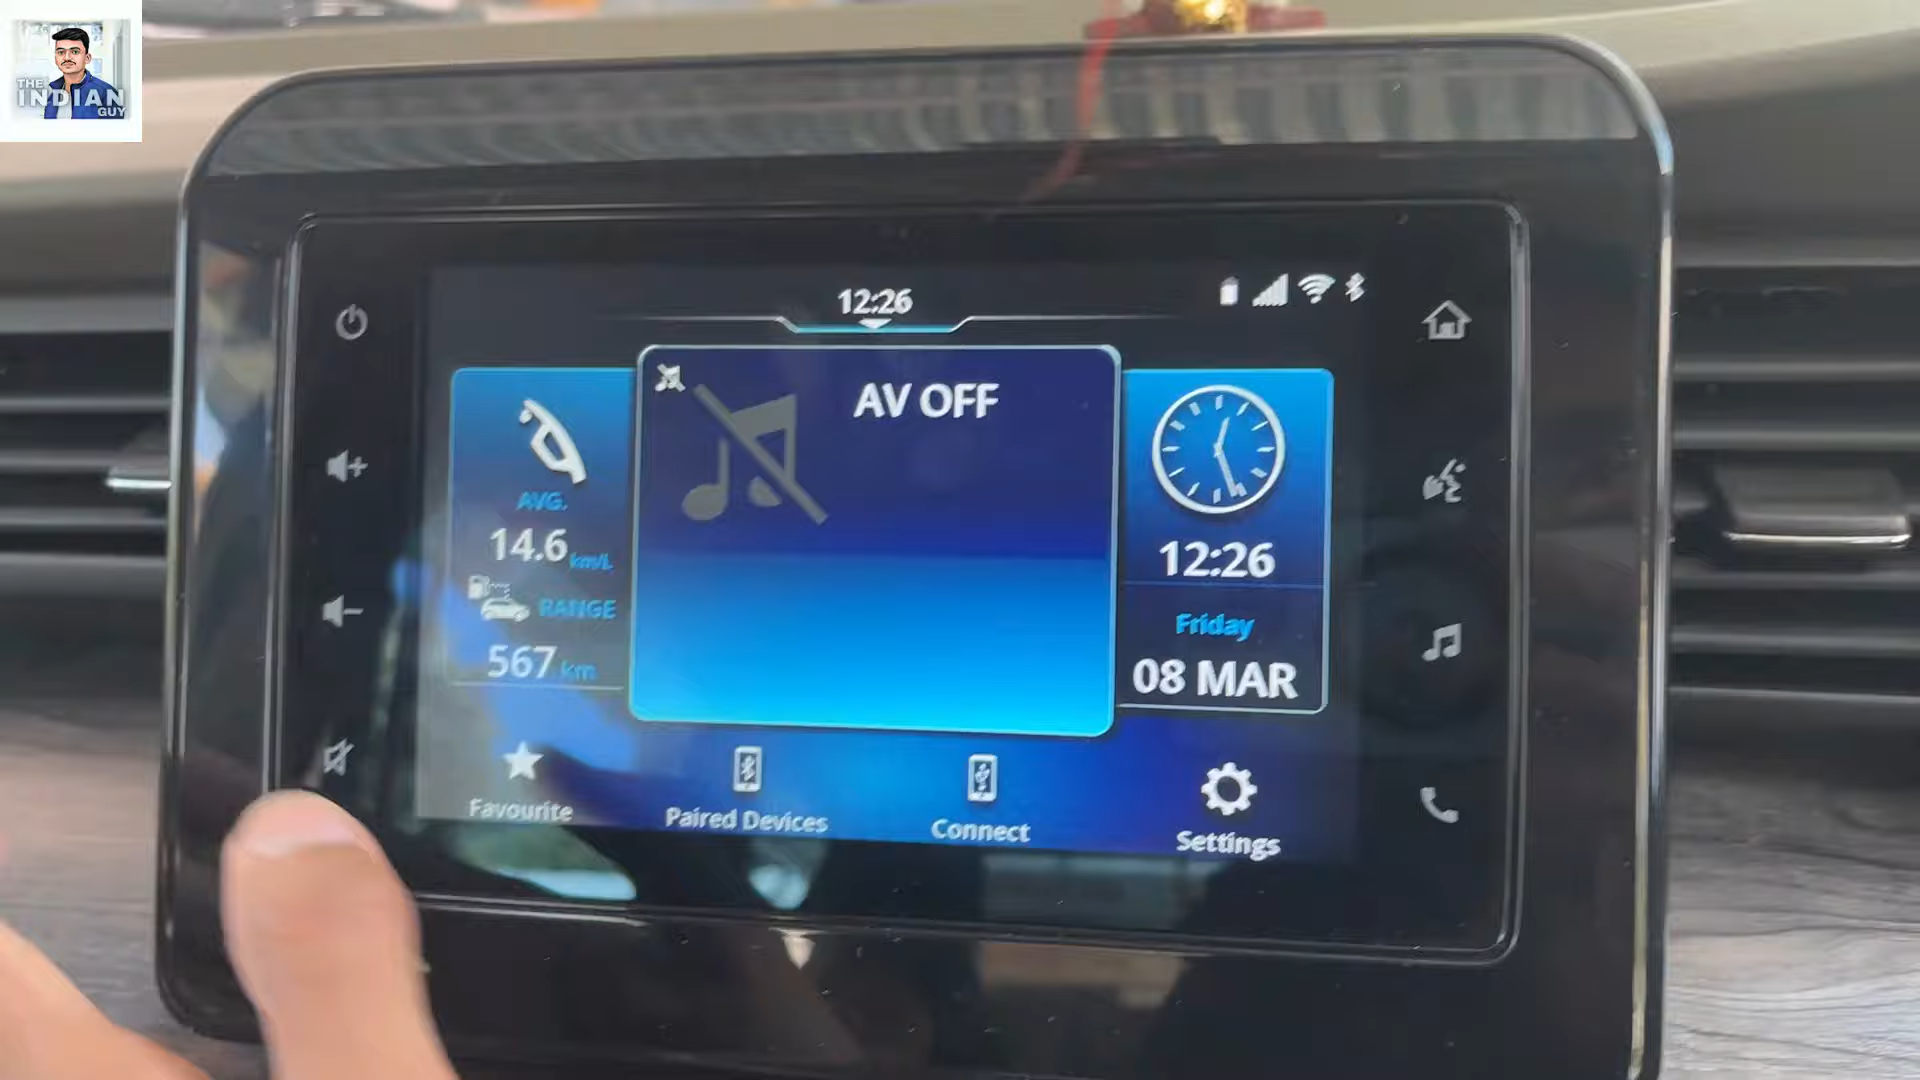 THE
INDIAN
GUY
12:26
AV OFF
AVG.
14.6 km/L
RANGE
567 km
12:26
Friday
08 MAR
Favourite
Paired Devices
Connect
Settings